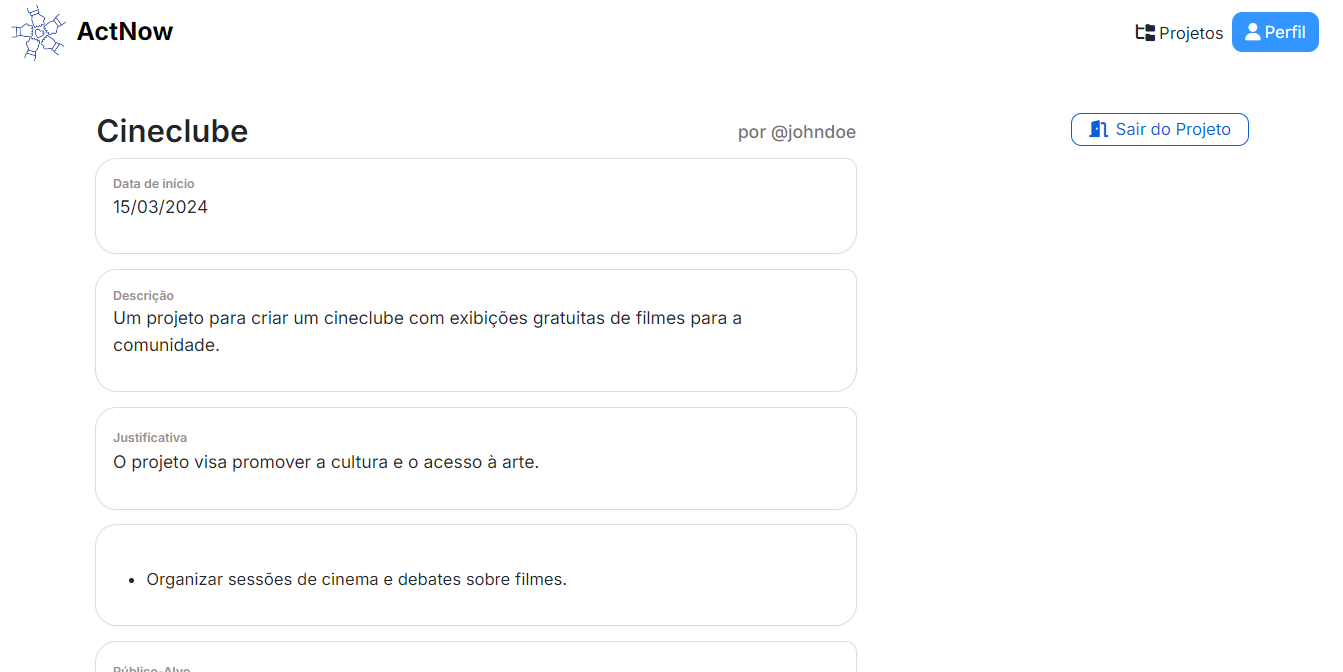 ActNow
Projetos
Perfil
Cineclube
por @johndoe
Sair do Projeto
Data de início
15/03/2024
Descrição
Um projeto para criar um cineclube com exibições gratuitas de filmes para a
comunidade.
Justificativa
O projeto visa promover a cultura e o acesso à arte.
• Organizar sessões de cinema e debates sobre filmes.
Público-Alvo